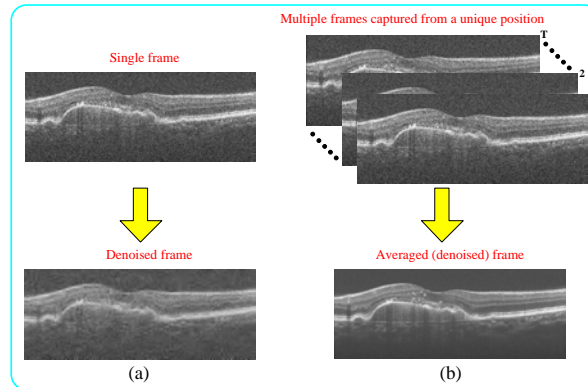 Multiple frames captured from a unique position
Single frame
T
2
Denoised frame
Averaged (denoised) frame
(a)
(b)